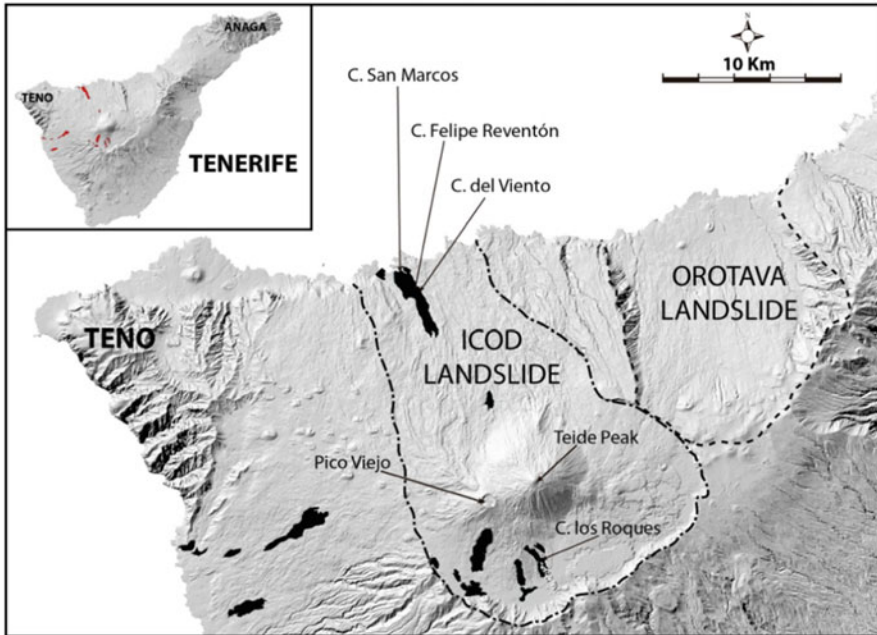 ANAGA
TENO
TENERIFE
N
10 Km
C. San Marcos
C. Felipe Reventón
C. del Viento
TENO
ICOD
LANDSLIDE
OROTAVA
LANDSLIDE
Pico Viejo
Teide Peak
C. los Roques